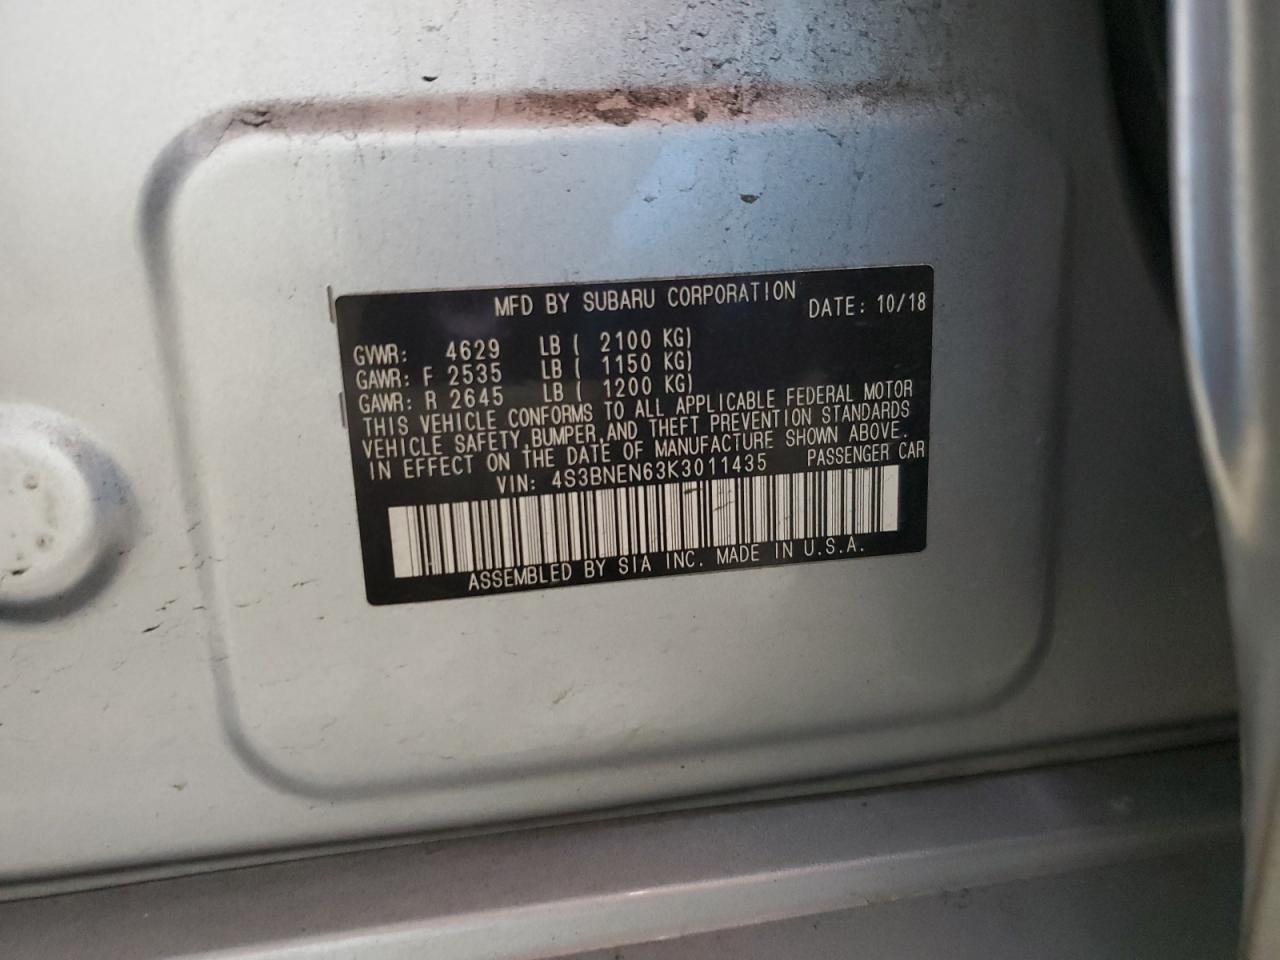 MFD BY SUBARU CORPORATION DATE: 10/18
GVWR: 4629 LB ( 2100 KG)
GAWR: F 2535 LB ( 1150 KG)
GAWR: R 2645 LB ( 1200 KG)
THIS VEHICLE CONFORMS TO ALL APPLICABLE FEDERAL MOTOR
VEHICLE SAFETY,BUMPER,AND THEFT PREVENTION STANDARDS
IN EFFECT ON THE DATE OF MANUFACTURE SHOWN ABOVE.
VIN: 4S3BNEN63K3011435 PASSENGER CAR
ASSEMBLED BY SIA INC. MADE IN U.S.A.